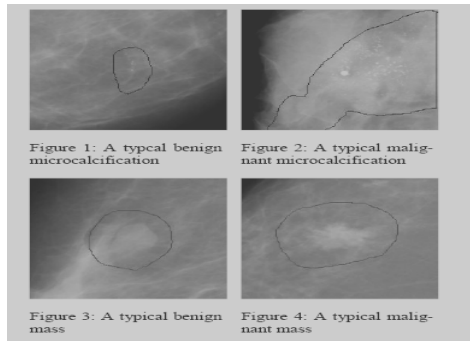 Figure 1: A typcal benign
microcalcification
Figure 2: A typical malig-
nant microcalcification
Figure 3: A typical benign
mass
Figure 4: A typical malig-
nant mass